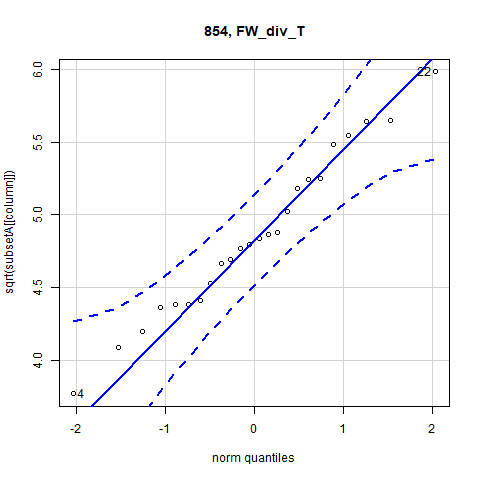 854, FW_div_T
sqrt(subsetA[[column]])
6.0
5.5
5.0
4.5
4.0
22
4
-2 -1 0 1 2
norm quantiles